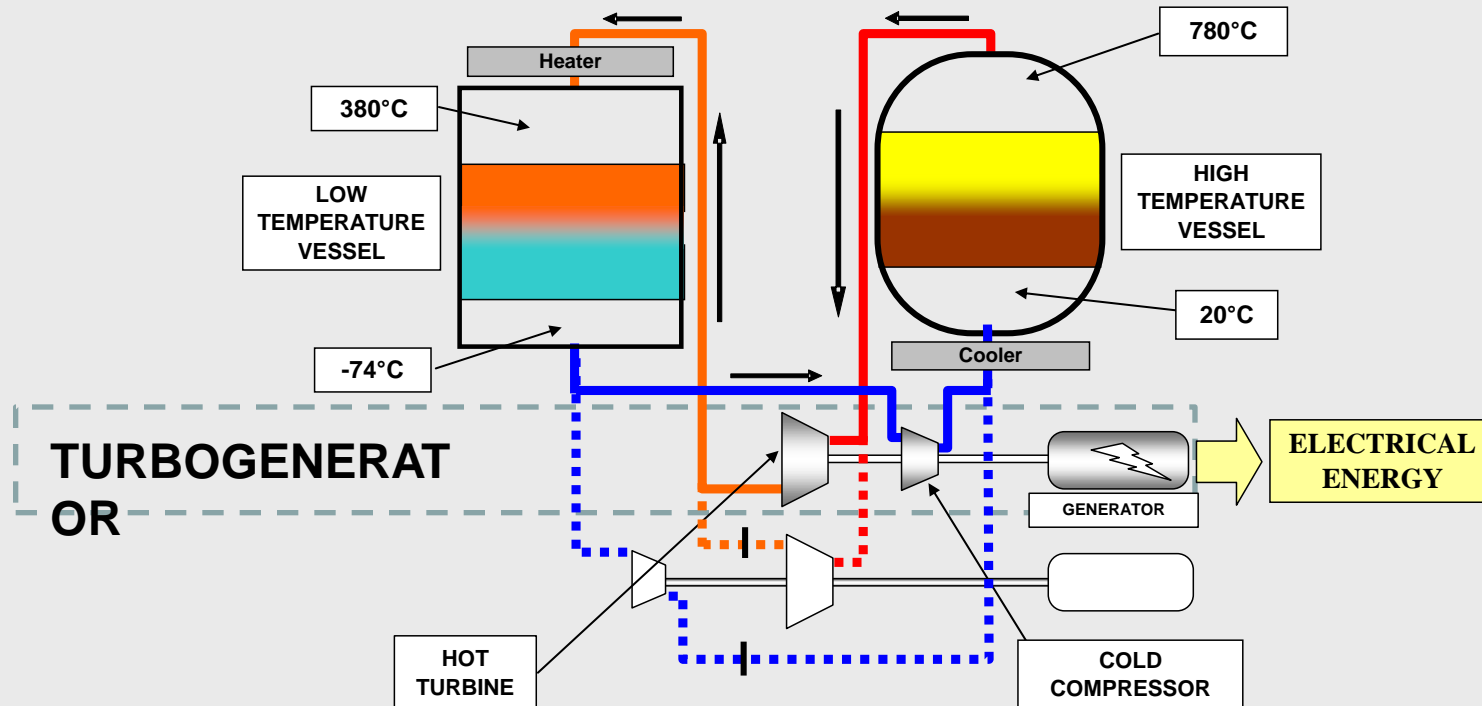 780°C
Heater
380°C
LOW
TEMPERATURE
VESSEL
HIGH
TEMPERATURE
VESSEL
20°C
-74°C
Cooler
TURBOGENERAT
OR
ELECTRICAL
ENERGY
GENERATOR
HOT
TURBINE
COLD
COMPRESSOR